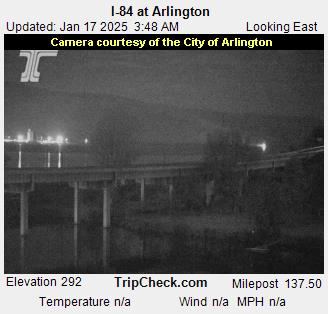 I-84 at Arlington
Updated: Jan 17 2025 3:48 AM Looking East
Camera courtesy of the City of Arlington
Elevation 292 TripCheck.com Milepost 137.50
Temperature n/a Wind n/a MPH n/a